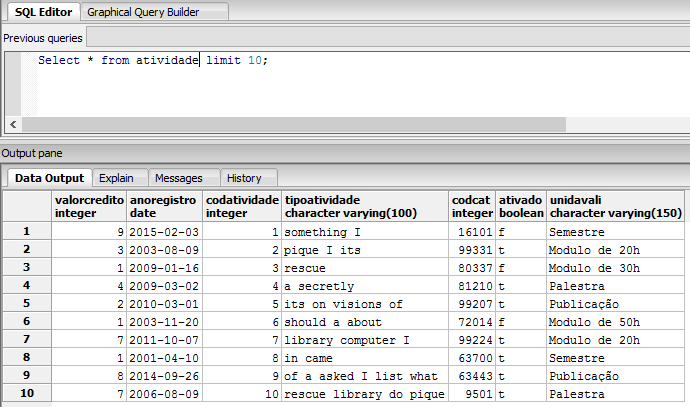 SQL Editor Graphical Query Builder
Previous queries
Select * from atividade limit 10;
Output pane
Data Output Explain Messages History
valorcredito anoregistro codatividade tipoatividade codcat ativado unidavali
integer date integer character varying(100) integer boolean character varying(150)
1 9 2015-02-03 1 something I 16101 f Semestre
2 3 2003-08-09 2 pique I its 99331 t Modulo de 20h
3 1 2009-01-16 3 rescue 80337 f Modulo de 30h
4 4 2009-03-02 4 a secretly 81210 t Palestra
5 2 2010-03-01 5 its on visions of 99207 t Publicação
6 1 2003-11-20 6 should a about 72014 f Modulo de 50h
7 7 2011-10-07 7 library computer I 99224 t Modulo de 20h
8 1 2001-04-10 8 in came 63700 t Semestre
9 8 2014-09-26 9 of a asked I list what 63443 t Publicação
10 7 2006-08-09 10 rescue library do pique 9501 t Palestra